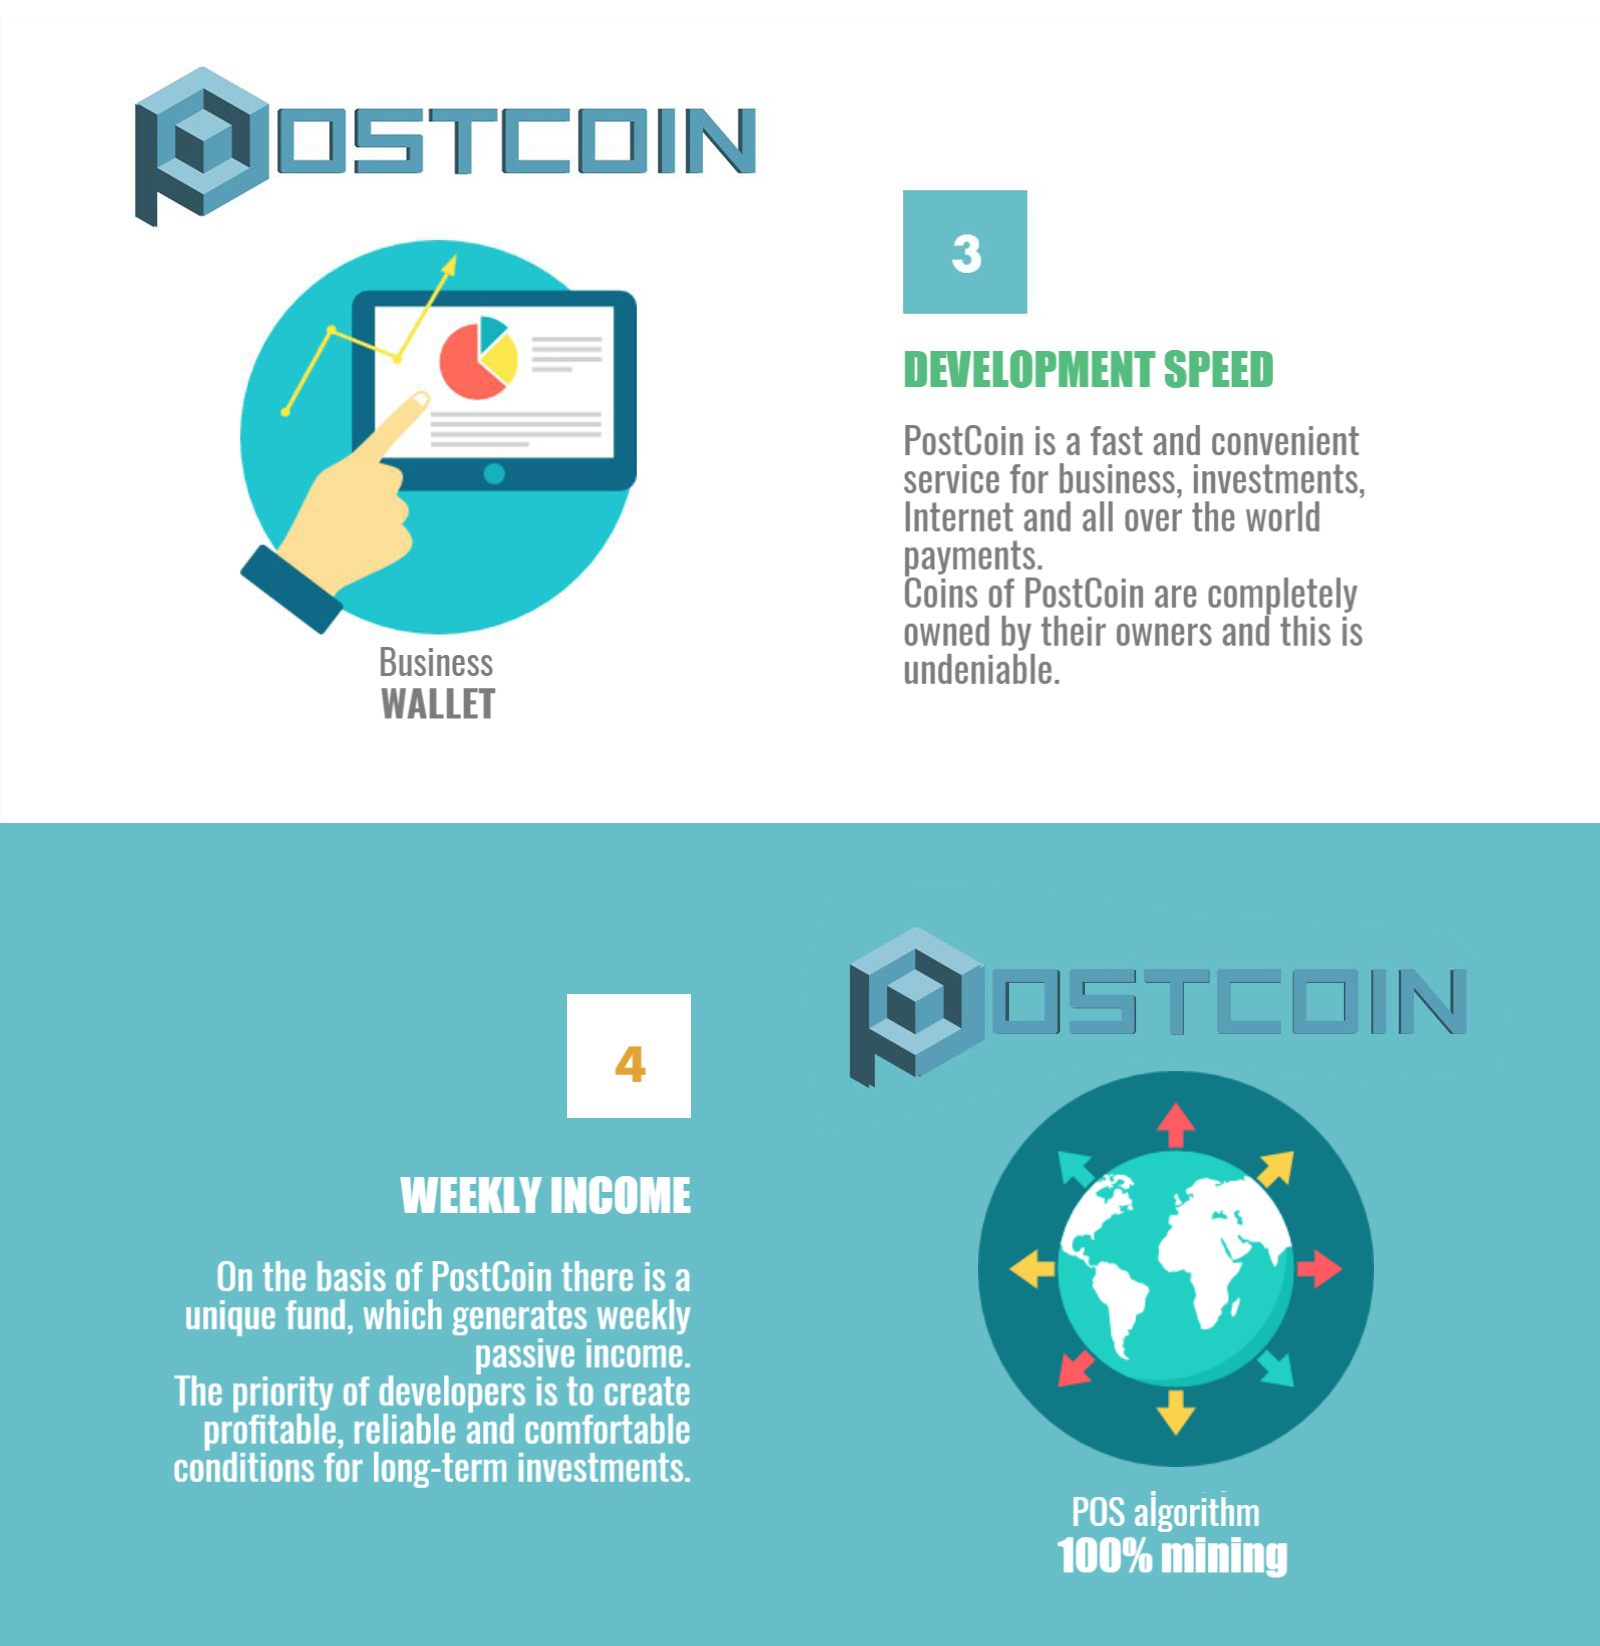 POSTCOIN
3
DEVELOPMENT SPEED
PostCoin is a fast and convenient
service for business, investments,
Internet and all over the world
payments.
Coins of PostCoin are completely
owned by their owners and this is
undeniable.
Business
WALLET
4
WEEKLY INCOME
On the basis of PostCoin there is a
unique fund, which generates weekly
passive income.
The priority of developers is to create
profitable, reliable and comfortable
conditions for long-term investments.
POSTCOIN
POS algorithm
100% mining